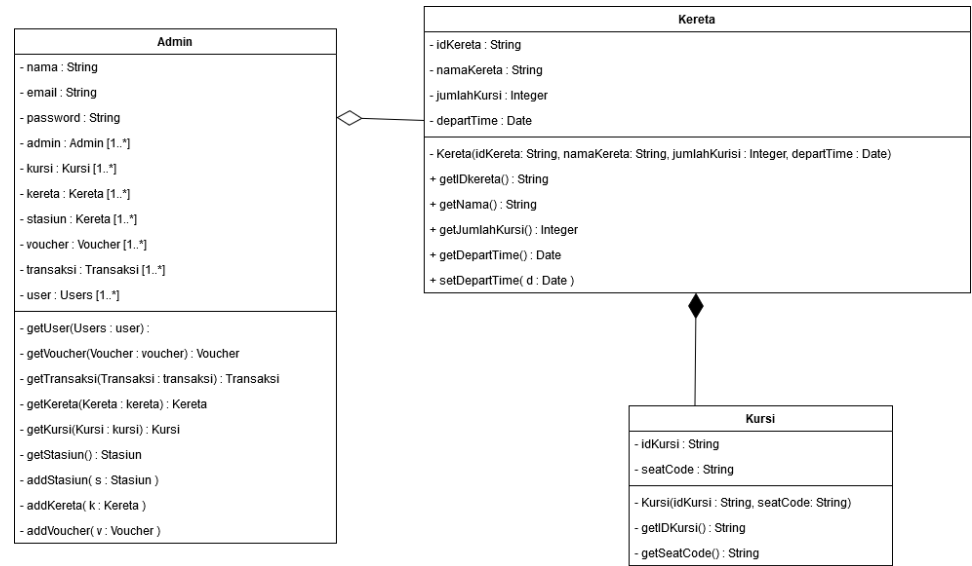 Admin
- nama : String
- email : String
- password : String
- admin : Admin [1..*]
- kursi : Kursi [1..*]
- kereta : Kereta [1..*]
- stasiun : Kereta [1..*]
- voucher : Voucher [1..*]
- transaksi : Transaksi [1..*]
- user : Users [1..*]
- getUser(Users : user) :
- getVoucher(Voucher : voucher) : Voucher
- getTransaksi(Transaksi : transaksi) : Transaksi
- getKereta(Kereta : kereta) : Kereta
- getKursi(Kursi : kursi) : Kursi
- getStasiun() : Stasiun
- addStasiun( s : Stasiun )
- addKereta( k : Kereta )
- addVoucher( v : Voucher )
Kereta
- idKereta : String
- namaKereta : String
- jumlahKursi : Integer
- departTime : Date
- Kereta(idKereta: String, namaKereta: String, jumlahKurisi : Integer, departTime : Date)
+ getIDkereta() : String
+ getNama() : String
+ getJumlahKursi() : Integer
+ getDepartTime() : Date
+ setDepartTime( d : Date )
Kursi
- idKursi : String
- seatCode : String
- Kursi(idKursi : String, seatCode: String)
- getIDKursi() : String
- getSeatCode() : String